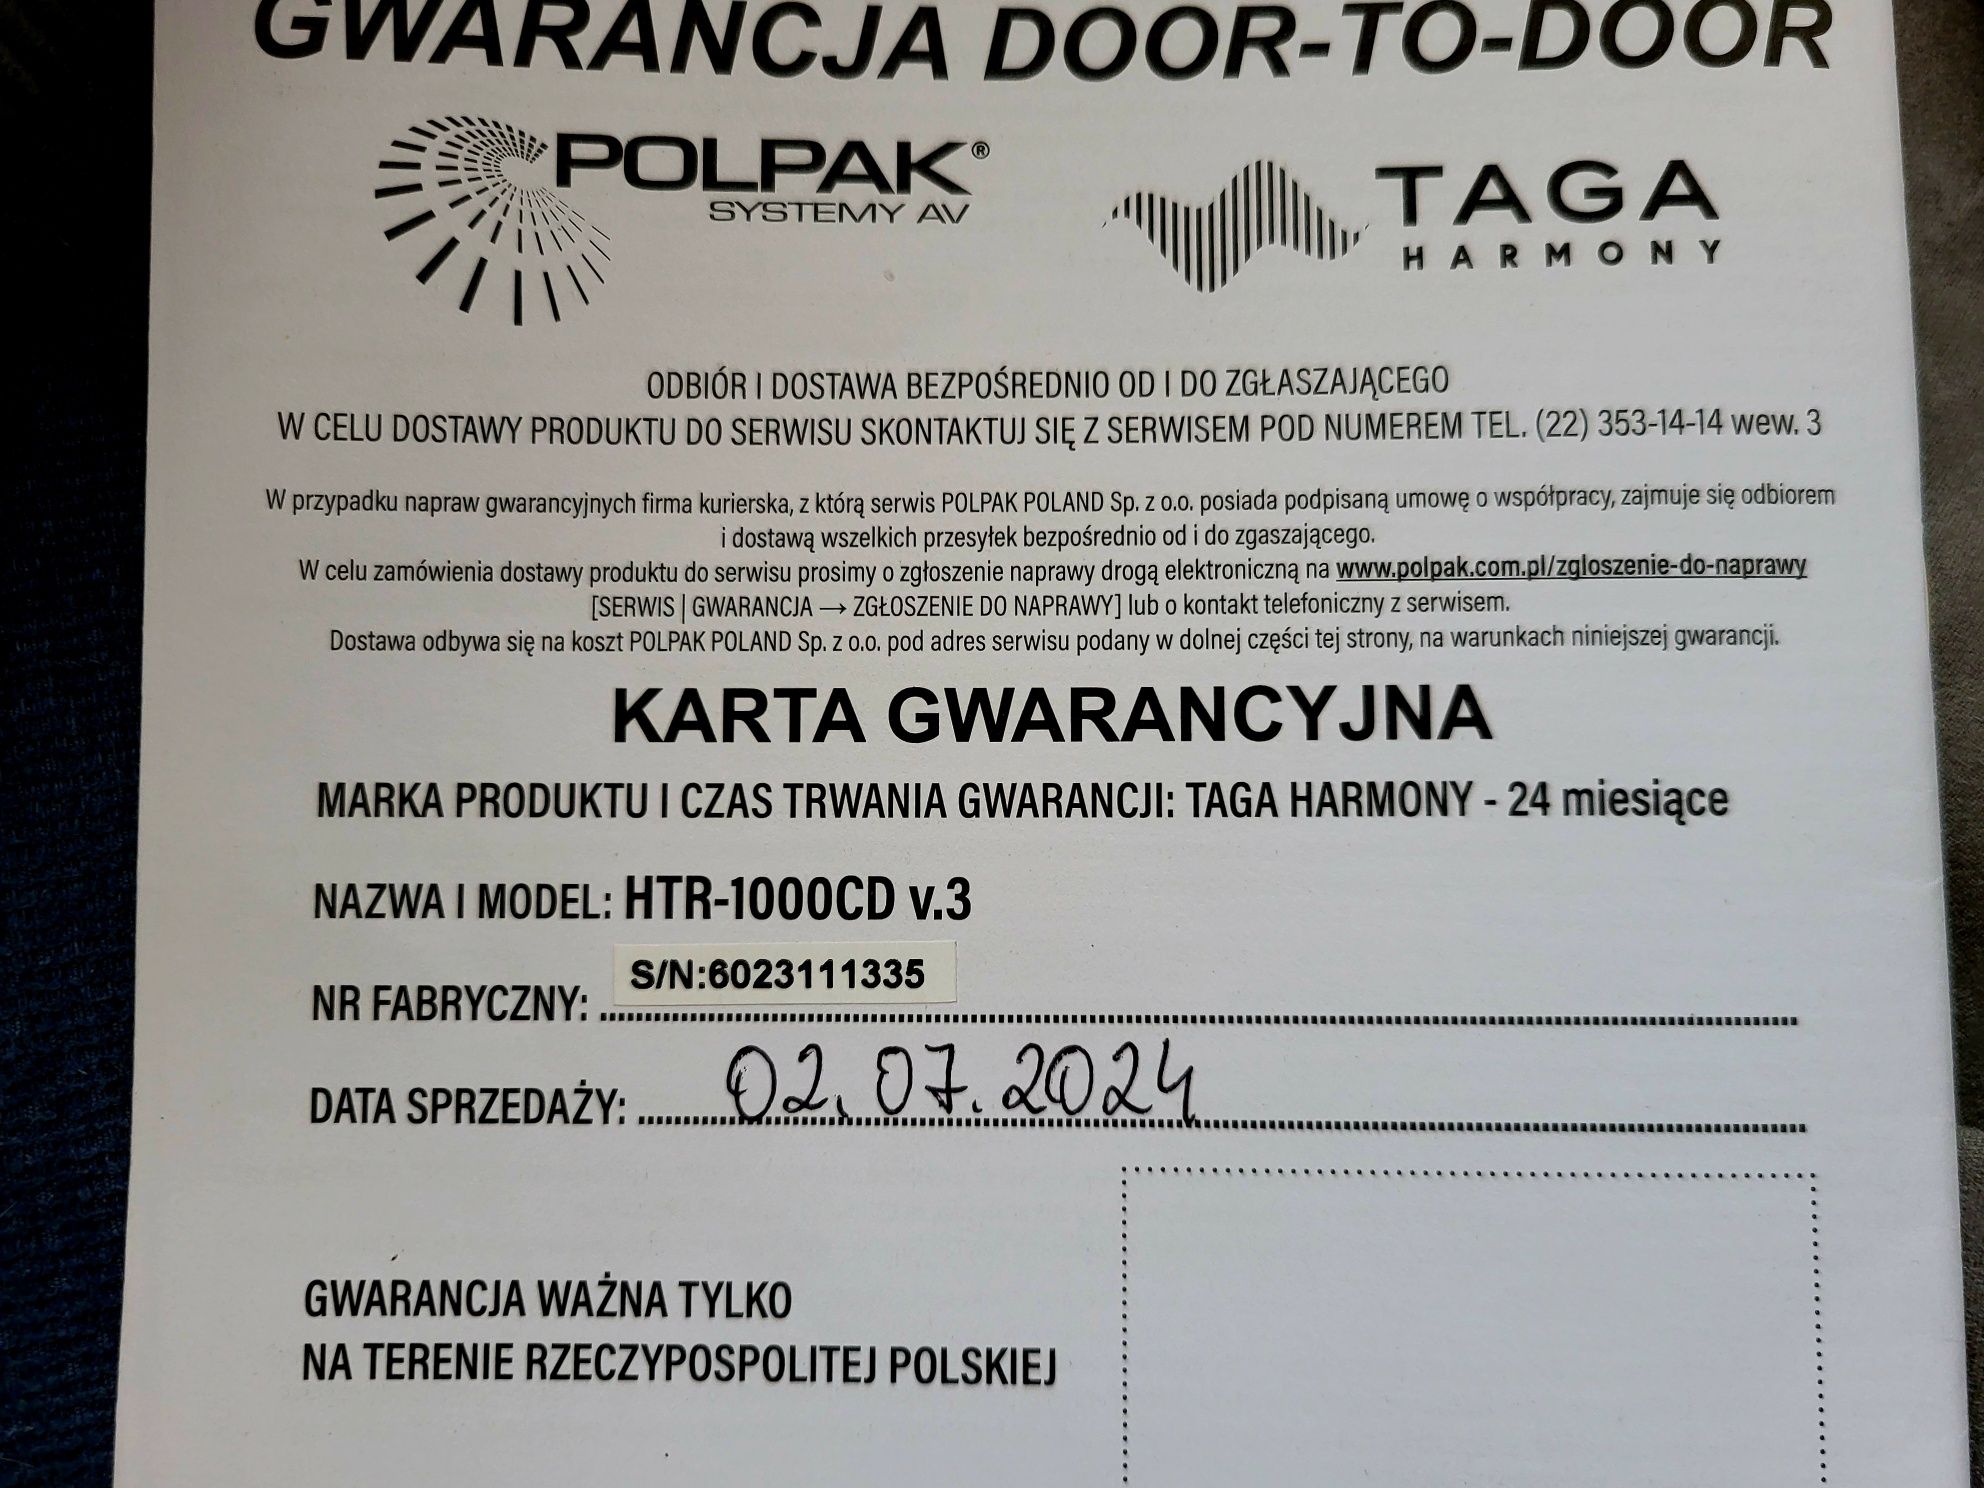 GWARANCJA DOOR-TO-DOOR
POLPAK®
SYSTEMY AV
TAGA
HARMONY
ODBIÓR I DOSTAWA BEZPOŚREDNIO OD I DO ZGŁASZAJĄCEGO
W CELU DOSTAWY PRODUKTU DO SERWISU SKONTAKTUJ SIĘ Z SERWISEM POD NUMEREM TEL. (22) 353-14-14 wew. 3
W przypadku napraw gwarancyjnych firma kurierska, z którą serwis POLPAK POLAND Sp. z o.o. posiada podpisaną umowę o współpracy, zajmuje się odbiorem
i dostawą wszelkich przesyłek bezpośrednio od i do zgaszającego.
W celu zamówienia dostawy produktu do serwisu prosimy o zgłoszenie naprawy drogą elektroniczną na www.polpak.com.pl/zgloszenie-do-naprawy
[SERWIS | GWARANCJA → ZGŁOSZENIE DO NAPRAWY] lub o kontakt telefoniczny z serwisem.
Dostawa odbywa się na koszt POLPAK POLAND Sp. z o.o. pod adres serwisu podany w dolnej części tej strony, na warunkach niniejszej gwarancji.
KARTA GWARANCYJNA
MARKA PRODUKTU I CZAS TRWANIA GWARANCJI: TAGA HARMONY - 24 miesiące
NAZWA I MODEL: HTR-1000CD v.3
NR FABRYCZNY: S/N:6023111335
DATA SPRZEDAŻY: 02.07.2024
GWARANCJA WAŻNA TYLKO
NA TERENIE RZECZYPOSPOLITEJ POLSKIEJ